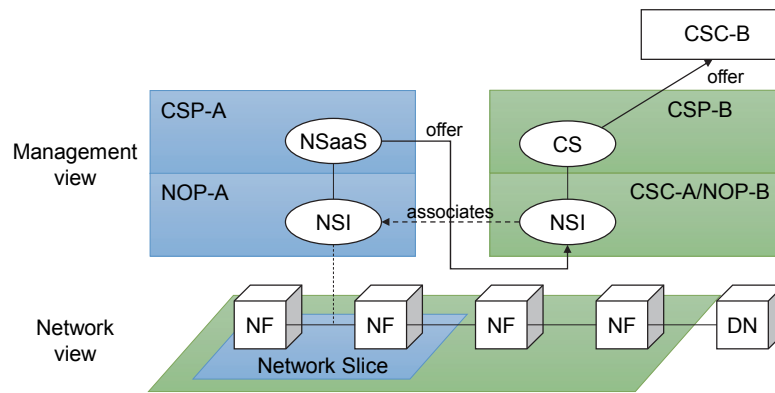 CSC-B
offer
CSP-A
CSP-B
NSaaS
offer
CS
Management
view
NOP-A
CSC-A/NOP-B
NSI
associates
NSI
NF
NF
NF
NF
DN
Network
view
Network Slice